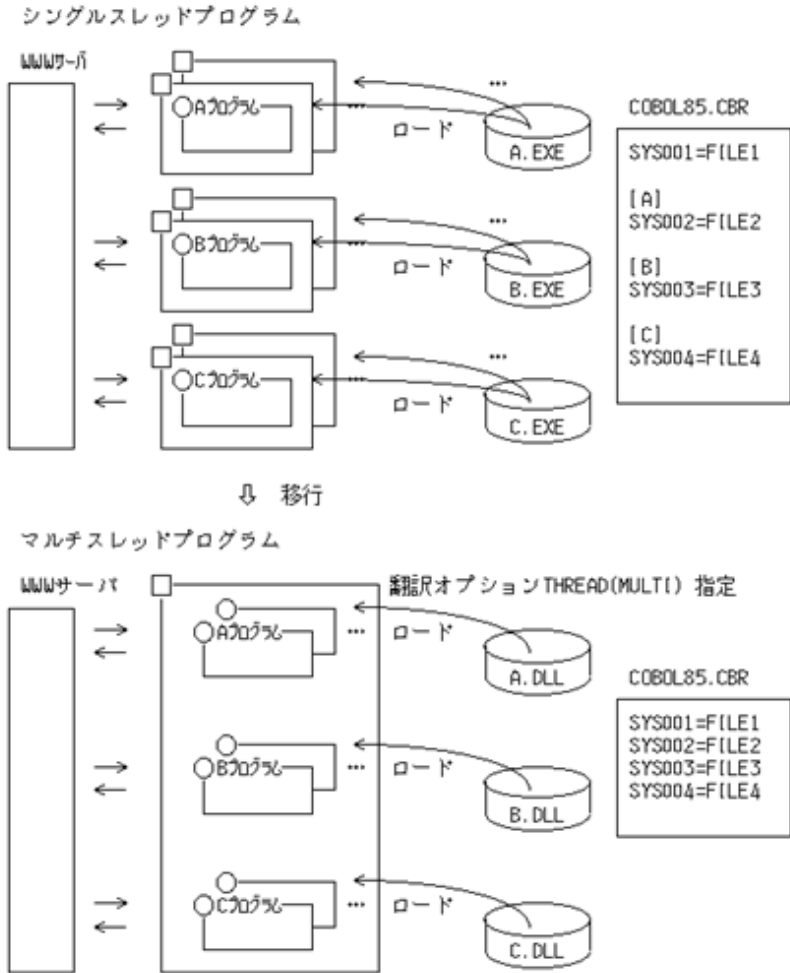 シングルスレッドプログラム
WWWサーバ
Aプログラム
…
…
ロード
A.EXE
COBOL85.CBR
SYS001=FILE1
[A]
SYS002=FILE2
[B]
SYS003=FILE3
[C]
SYS004=FILE4
Bプログラム
…
…
ロード
B.EXE
Cプログラム
…
…
ロード
C.EXE
⇩ 移行
マルチスレッドプログラム
WWWサーバ
翻訳オプションTHREAD(MULTI) 指定
Aプログラム
…
ロード
A.DLL
COBOL85.CBR
SYS001=FILE1
SYS002=FILE2
SYS003=FILE3
SYS004=FILE4
Bプログラム
…
ロード
B.DLL
Cプログラム
…
ロード
C.DLL